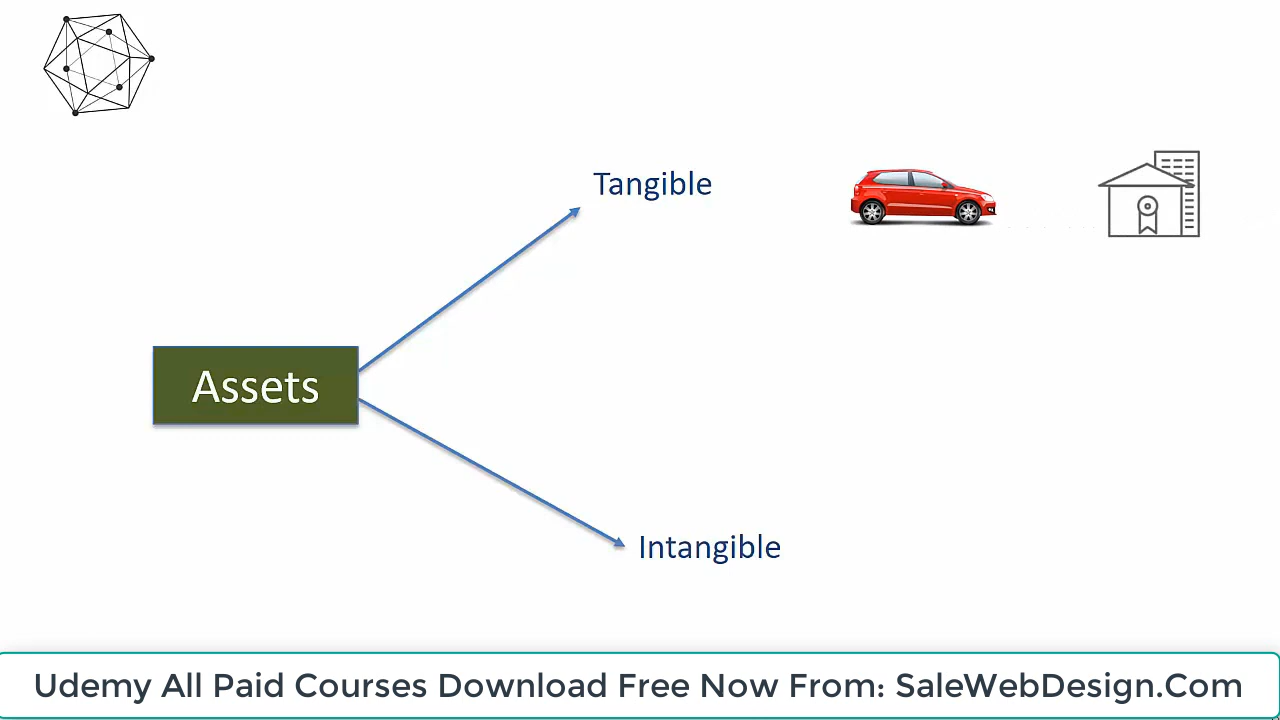 Tangible
Assets
Intangible
Udemy All Paid Courses Download Free Now From: SaleWebDesign.Com